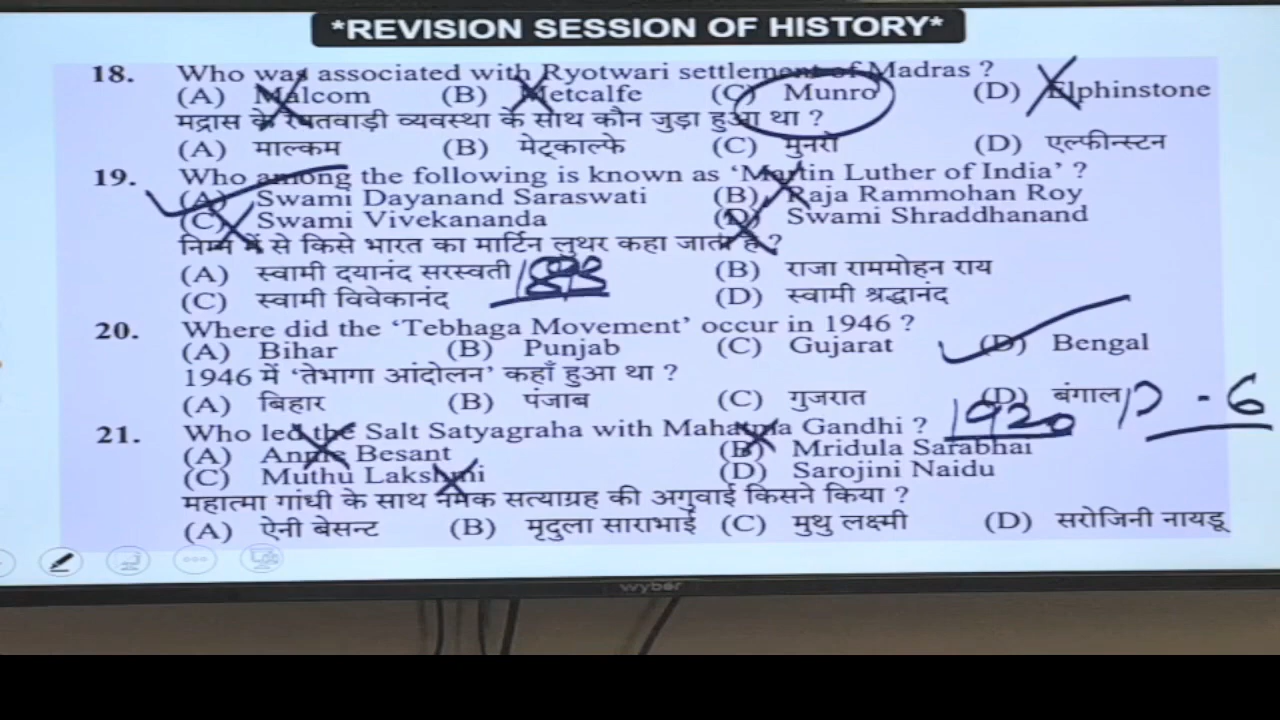 *REVISION SESSION OF HISTORY*
18. Who was associated with Ryotwari settlement of Madras ?
(A) Malcom (B) Metcalfe (C) Munro (D) Elphinstone
मद्रास के रैयतवाड़ी व्यवस्था के साथ कौन जुड़ा हुआ था ?
(A) माल्कम (B) मेट्काल्फे (C) मुनरो (D) एल्फीन्स्टन
19. Who among the following is known as ‘Martin Luther of India’ ?
(A) Swami Dayanand Saraswati (B) Raja Rammohan Roy
(C) Swami Vivekananda (D) Swami Shraddhanand
निम्न में से किसे भारत का मार्टिन लुथर कहा जाता है ?
(A) स्वामी दयानंद सरस्वती (B) राजा राममोहन राय
(C) स्वामी विवेकानंद (D) स्वामी श्रद्धानंद
20. Where did the ‘Tebhaga Movement’ occur in 1946 ?
(A) Bihar (B) Punjab (C) Gujarat (D) Bengal
1946 में ‘तेभागा आंदोलन’ कहाँ हुआ था ?
(A) बिहार (B) पंजाब (C) गुजरात (D) बंगाल
21. Who led the Salt Satyagraha with Mahatma Gandhi ? 1920
(A) Annie Besant (B) Mridula Sarabhai
(C) Muthu Lakshmi (D) Sarojini Naidu
महात्मा गांधी के साथ नमक सत्याग्रह की अगुवाई किसने किया ?
(A) ऐनी बेसन्ट (B) मृदुला साराभाई (C) मुथु लक्ष्मी (D) सरोजिनी नायडू
wyber